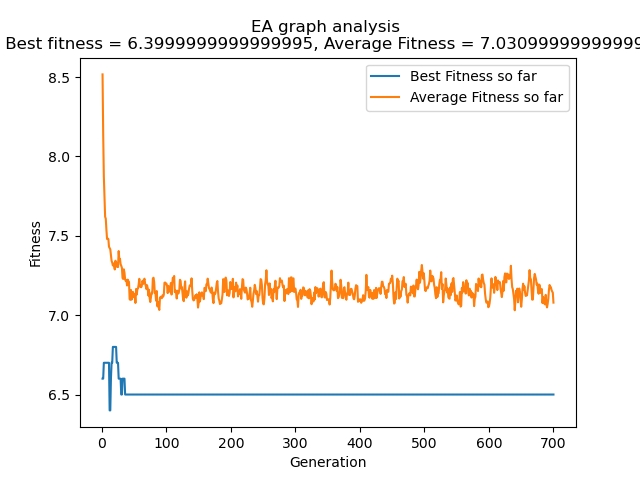 EA graph analysis
Best fitness = 6.3999999999999995, Average Fitness = 7.03099999999999
Best Fitness so far
Average Fitness so far
8.5
8.0
7.5
7.0
6.5
Fitness
0 100 200 300 400 500 600 700
Generation